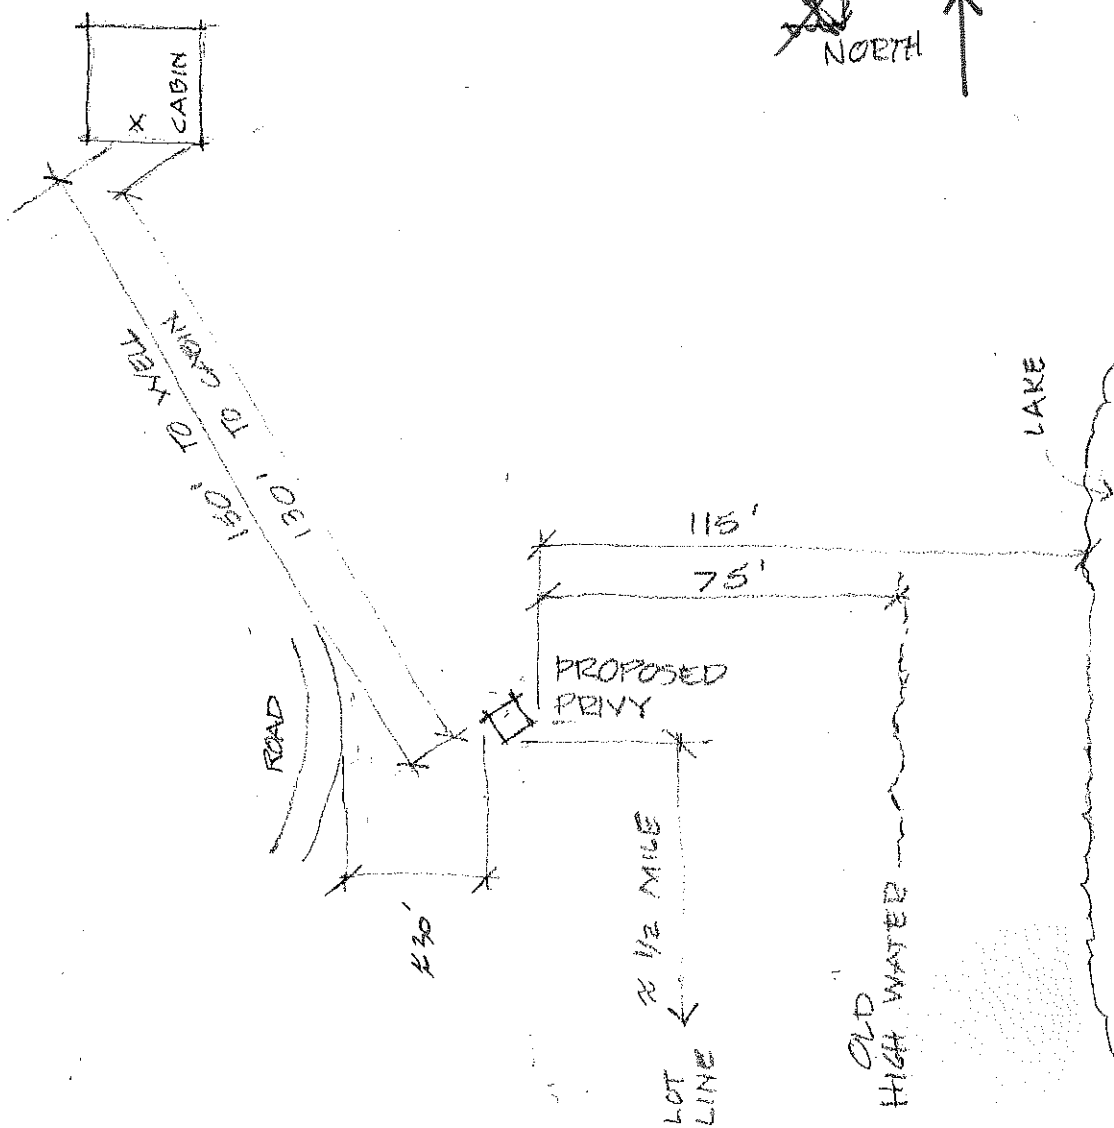 NORTH
X
CABIN
150' TO WELL
130' TO CABIN
115'
75'
PROPOSED
PRIVY
ROAD
≈ 30'
≈ 1/2 MILE
LOT
LINE
OLD
HIGH WATER
LAKE